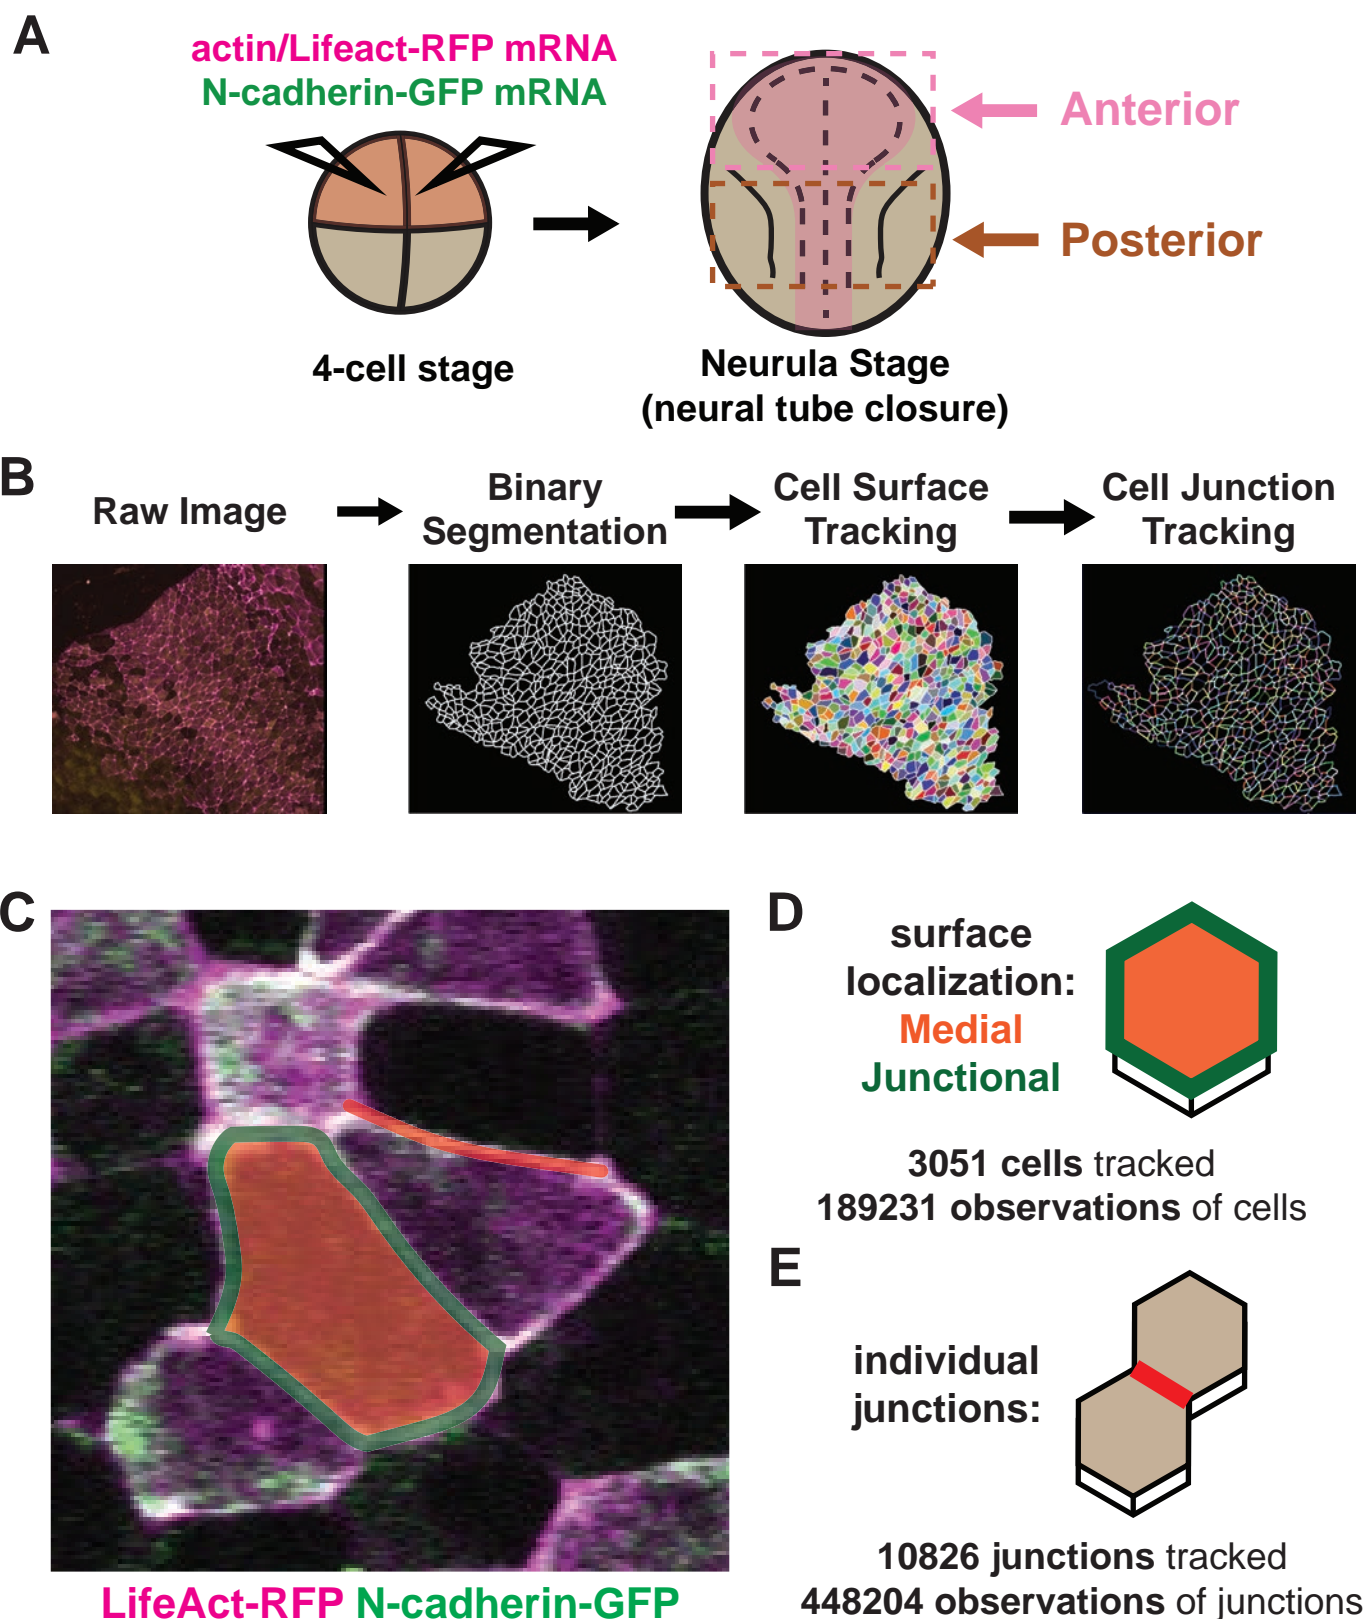 A
actin/Lifeact-RFP mRNA
N-cadherin-GFP mRNA
Anterior
Posterior
4-cell stage
Neurula Stage
(neural tube closure)
B
Raw Image
Binary
Segmentation
Cell Surface
Tracking
Cell Junction
Tracking
C
LifeAct-RFP N-cadherin-GFP
D
surface
localization:
Medial
Junctional
3051 cells tracked
189231 observations of cells
E
individual
junctions:
10826 junctions tracked
448204 observations of junctions